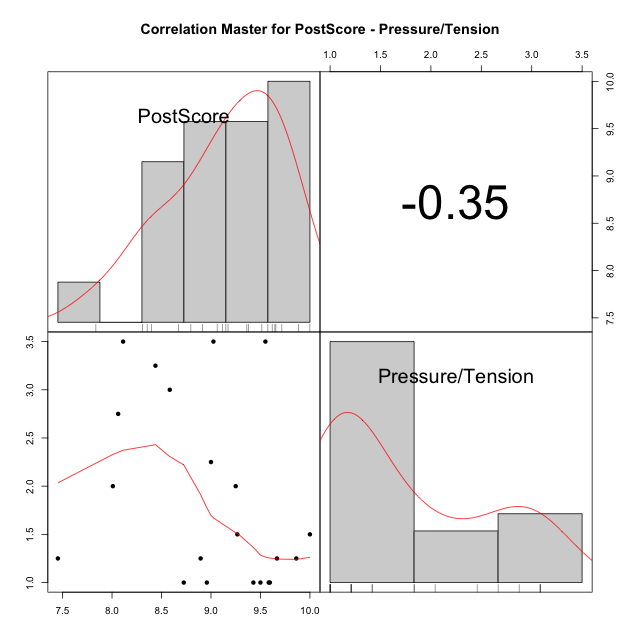 Correlation Master for PostScore - Pressure/Tension
1.0 1.5 2.0 2.5 3.0 3.5
PostScore
-0.35
10.0
9.5
9.0
8.5
8.0
7.5
3.5
3.0
2.5
2.0
1.5
1.0
Pressure/Tension
7.5 8.0 8.5 9.0 9.5 10.0